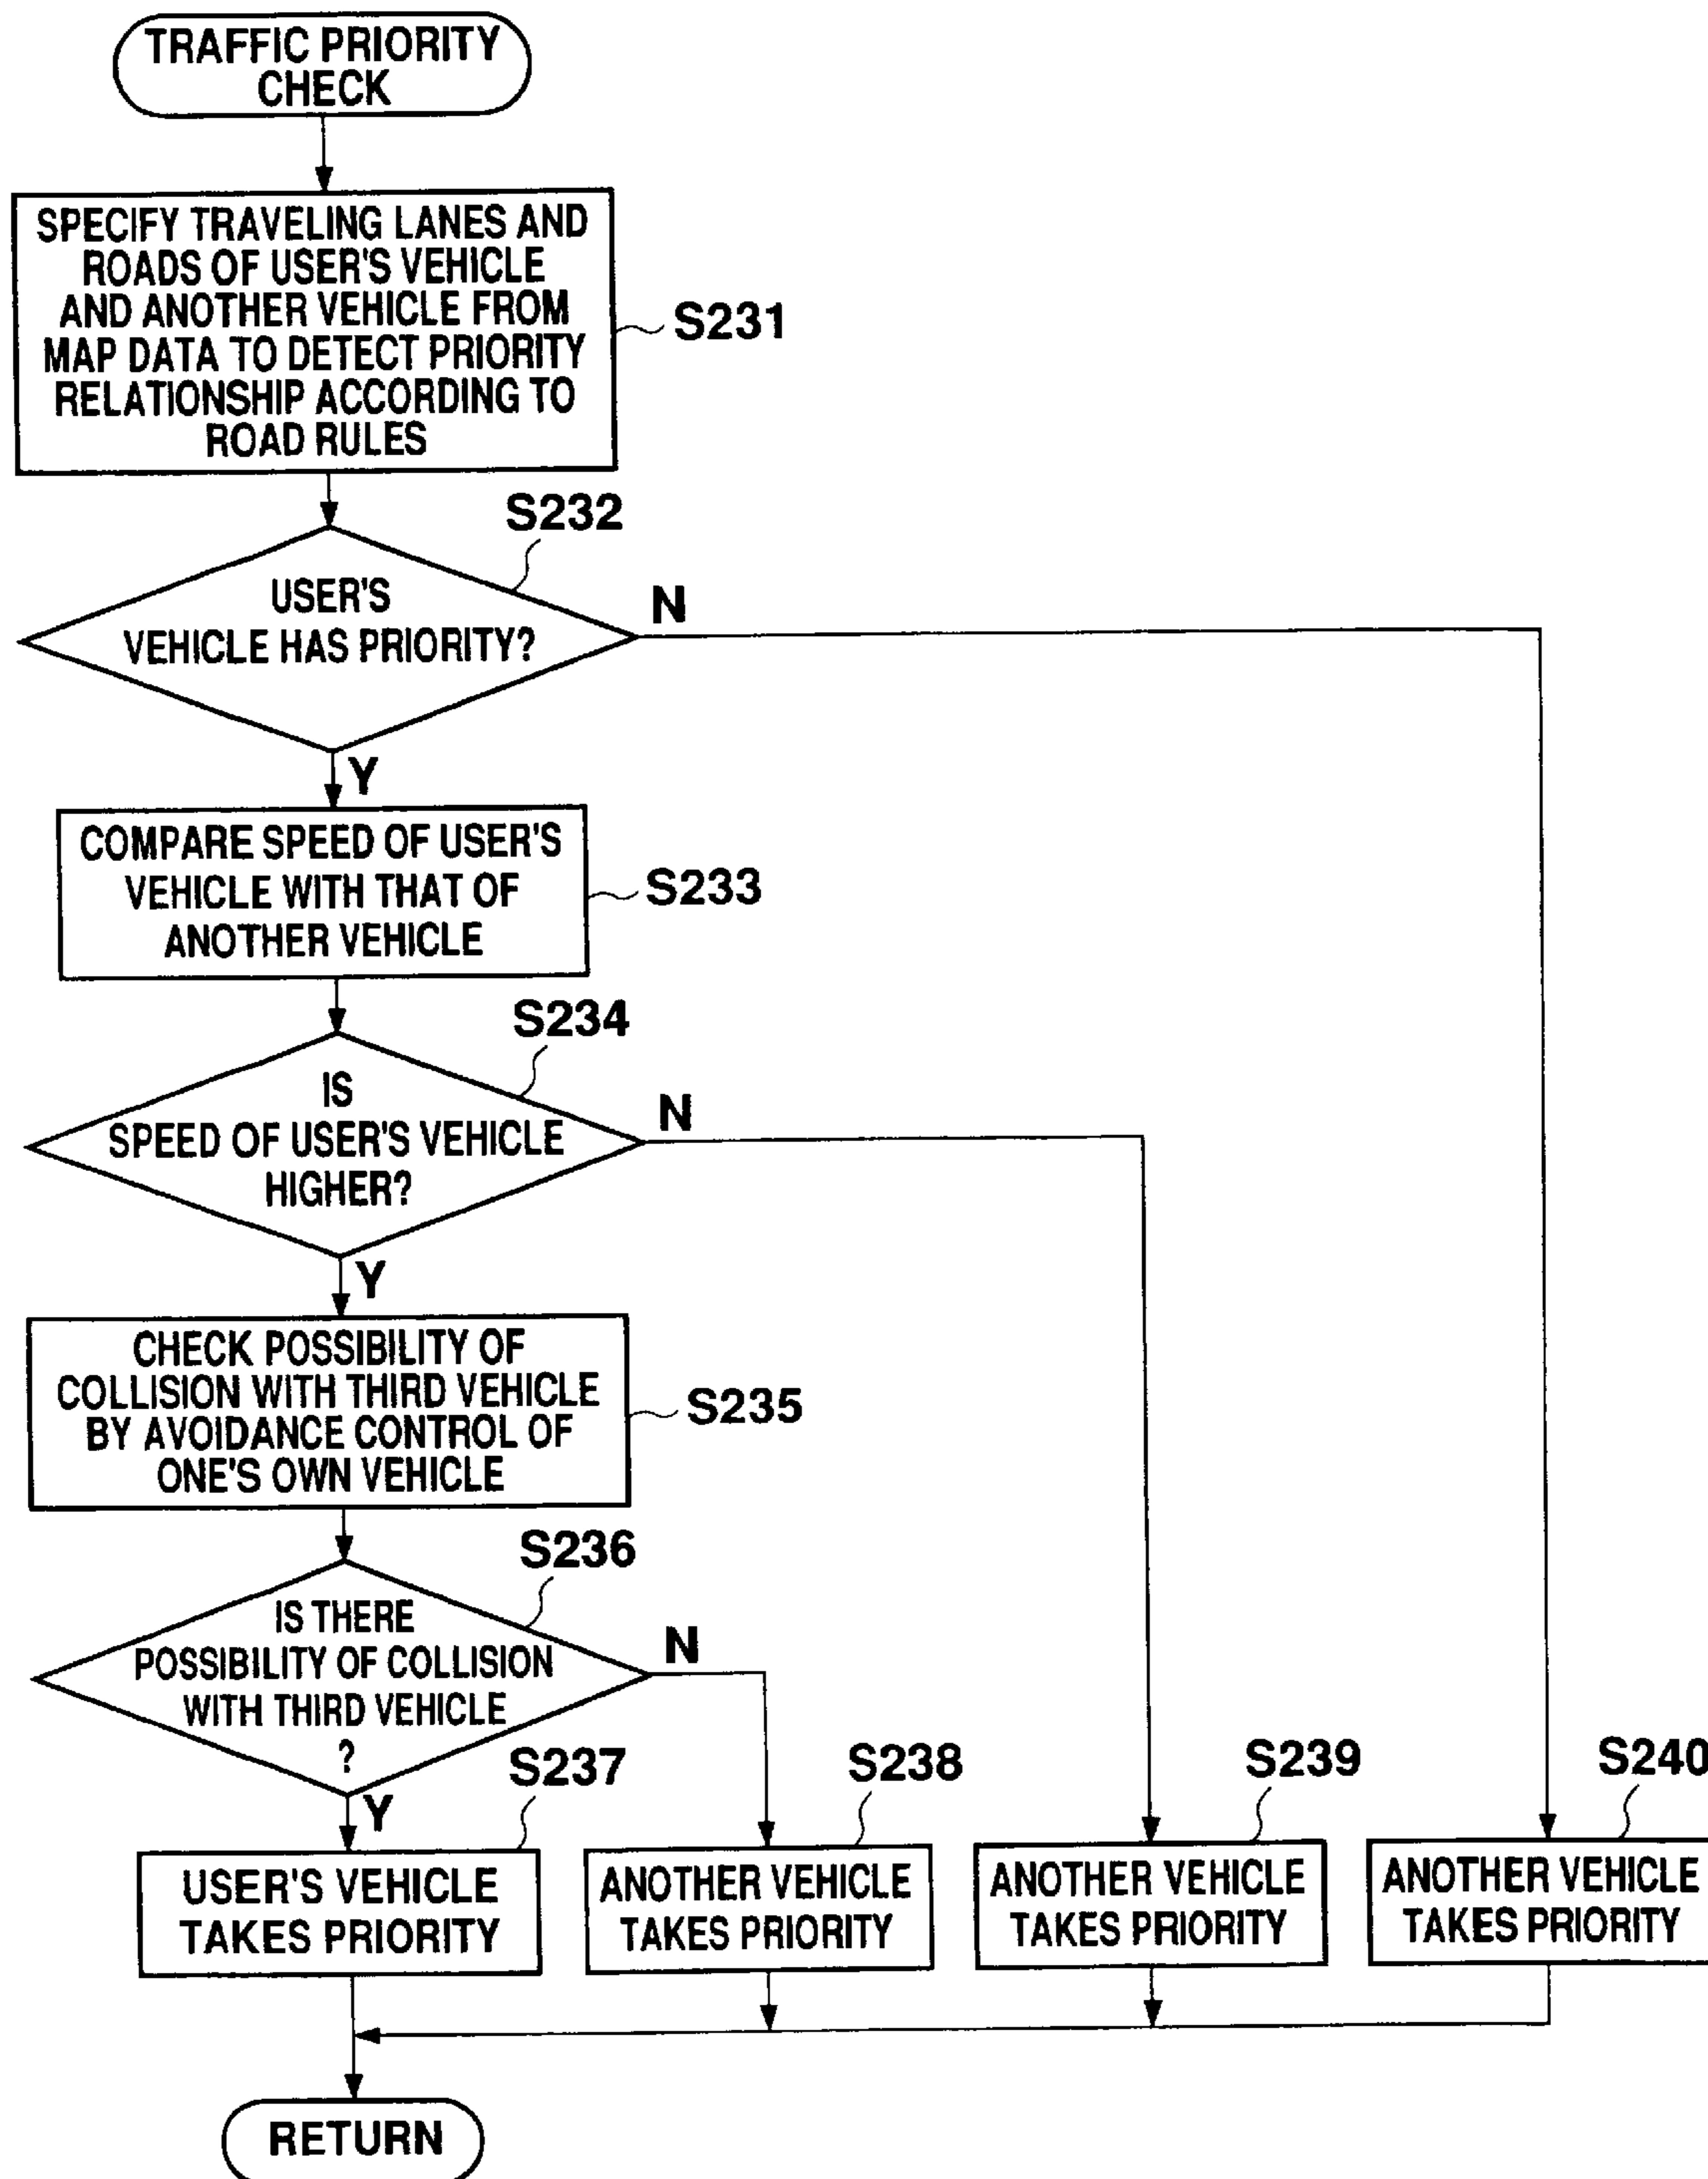 TRAFFIC PRIORITY
CHECK
SPECIFY TRAVELING LANES AND
ROADS OF USER'S VEHICLE
AND ANOTHER VEHICLE FROM
MAP DATA TO DETECT PRIORITY
RELATIONSHIP ACCORDING TO
ROAD RULES
S231
S232
USER'S
VEHICLE HAS PRIORITY?
N
Y
COMPARE SPEED OF USER'S
VEHICLE WITH THAT OF
ANOTHER VEHICLE
S233
S234
IS
SPEED OF USER'S VEHICLE
HIGHER?
N
Y
CHECK POSSIBILITY OF
COLLISION WITH THIRD VEHICLE
BY AVOIDANCE CONTROL OF
ONE'S OWN VEHICLE
S235
S236
IS THERE
POSSIBILITY OF COLLISION
WITH THIRD VEHICLE
?
N
Y
S237
USER'S VEHICLE
TAKES PRIORITY
S238
ANOTHER VEHICLE
TAKES PRIORITY
S239
ANOTHER VEHICLE
TAKES PRIORITY
S240
ANOTHER VEHICLE
TAKES PRIORITY
RETURN